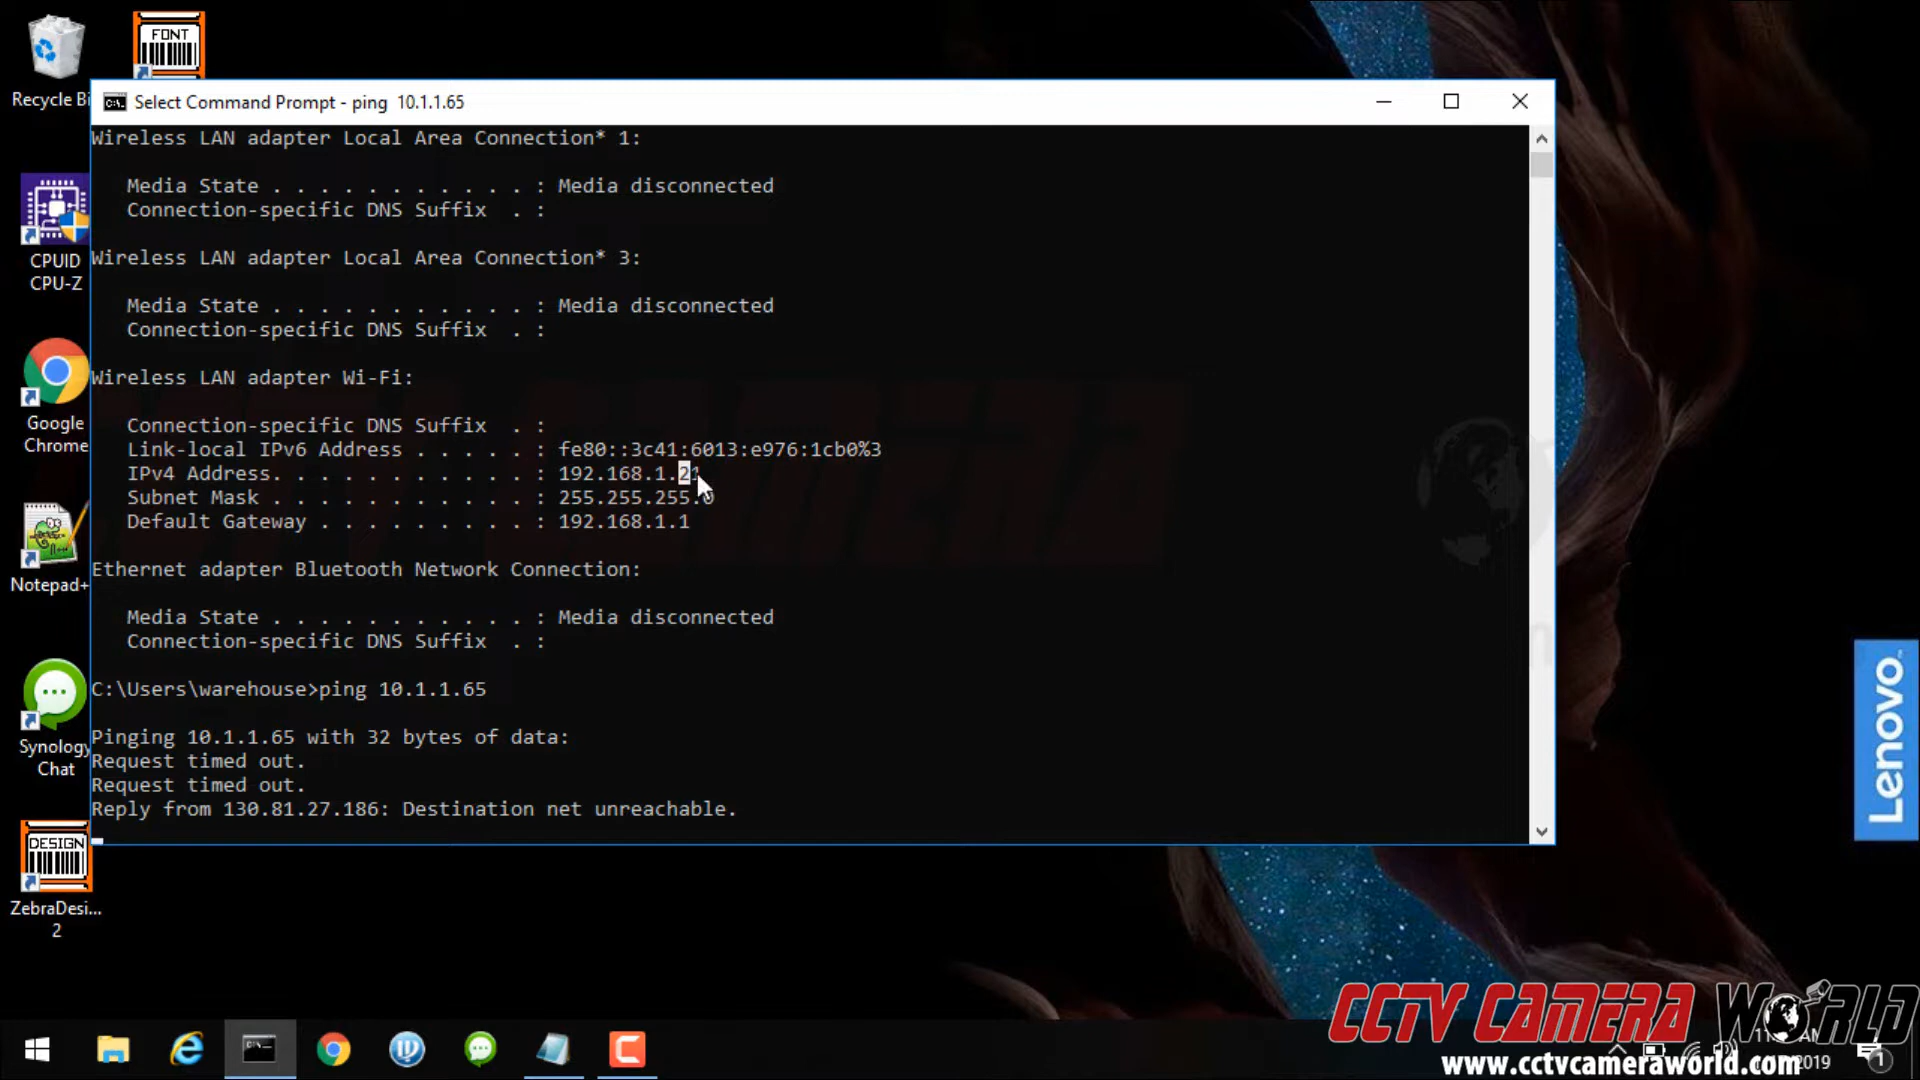 FONT
Recycle Bi
Select Command Prompt - ping 10.1.1.65
Wireless LAN adapter Local Area Connection* 1:
Media State . . . . . . . . . . . : Media disconnected
Connection-specific DNS Suffix . :
Wireless LAN adapter Local Area Connection* 3:
Media State . . . . . . . . . . . : Media disconnected
Connection-specific DNS Suffix . :
Wireless LAN adapter Wi-Fi:
Connection-specific DNS Suffix . :
Link-local IPv6 Address . . . . . : fe80::3c41:6013:e976:1cb0%3
IPv4 Address. . . . . . . . . . . : 192.168.1.21
Subnet Mask . . . . . . . . . . . : 255.255.255.0
Default Gateway . . . . . . . . . : 192.168.1.1
Ethernet adapter Bluetooth Network Connection:
Media State . . . . . . . . . . . : Media disconnected
Connection-specific DNS Suffix . :
C:\Users\warehouse>ping 10.1.1.65
Pinging 10.1.1.65 with 32 bytes of data:
Request timed out.
Request timed out.
Reply from 130.81.27.186: Destination net unreachable.
CPUID
CPU-Z
Google
Chrome
Notepad+
Synology
Chat
DESIGN
ZebraDesi...
2
Lenovo
CCTV CAMERA WORLD
www.cctvcameraworld.com
2019
1